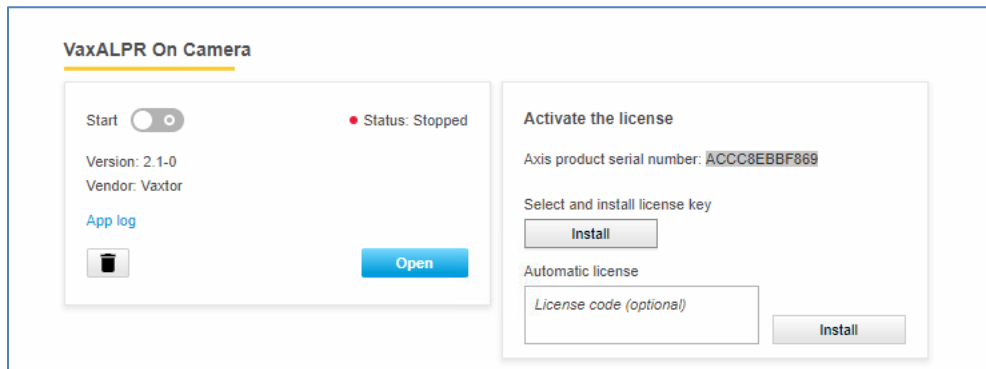 VaxALPR On Camera
Start
Status: Stopped
Version: 2.1-0
Vendor: Vaxtor
App log
Open
Activate the license
Axis product serial number: ACCC8EBBF869
Select and install license key
Install
Automatic license
License code (optional)
Install